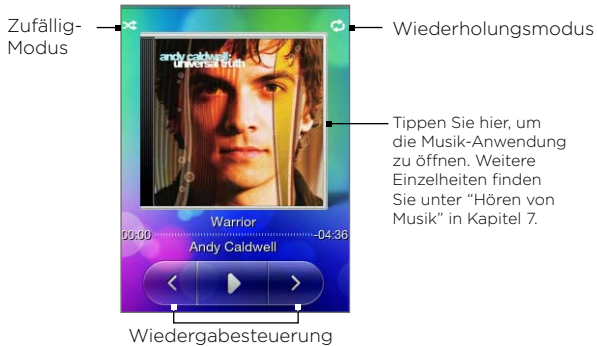 Zufällig-
Modus
Wiederholungsmodus
andy caldwell:
universal truth
Tippen Sie hier, um
die Musik-Anwendung
zu öffnen. Weitere
Einzelheiten finden
Sie unter “Hören von
Musik” in Kapitel 7.
Warrior
00:00 -04:36
Andy Caldwell
Wiedergabesteuerung